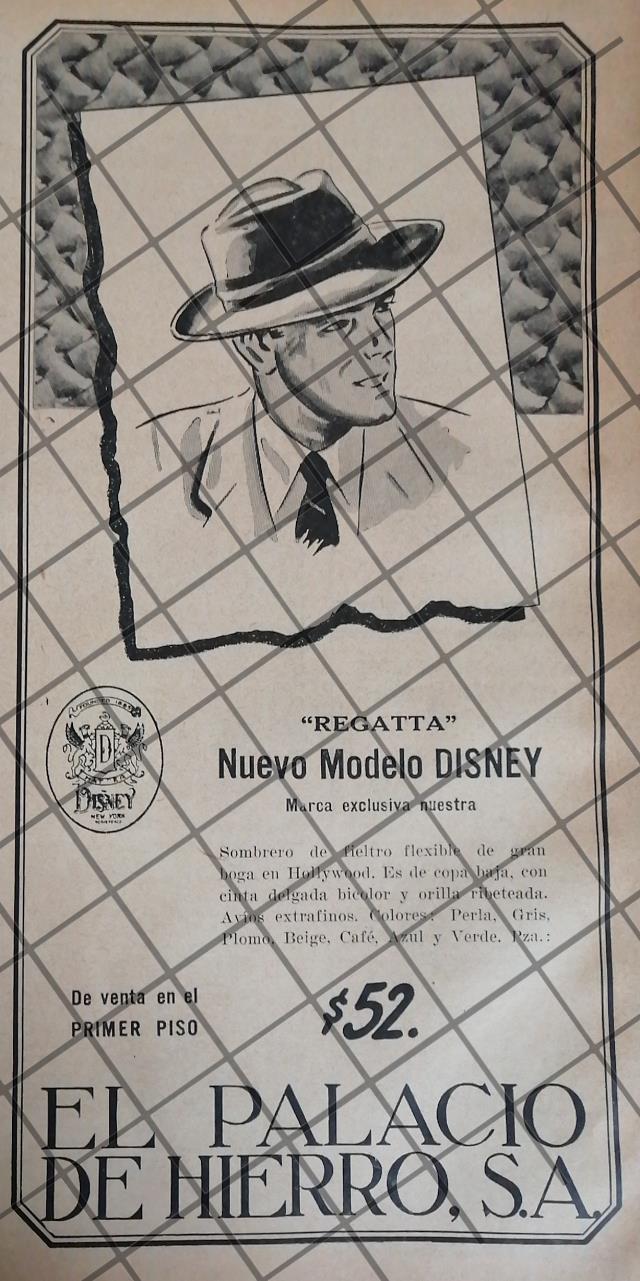 "REGATTA"
Nuevo Modelo DISNEY
Marca exclusiva nuestra
DISNEY
NEW YORK
Sombrero de fieltro flexible de gran
boga en Hollywood. Es de copa baja, con
cinta delgada bicolor y orilla ribeteada.
Avíos extrafinos. Colores: Perla, Gris,
Plomo, Beige, Café, Azul y Verde. Pza.:
De venta en el
PRIMER PISO
$52.
EL PALACIO
DE HIERRO, S.A.